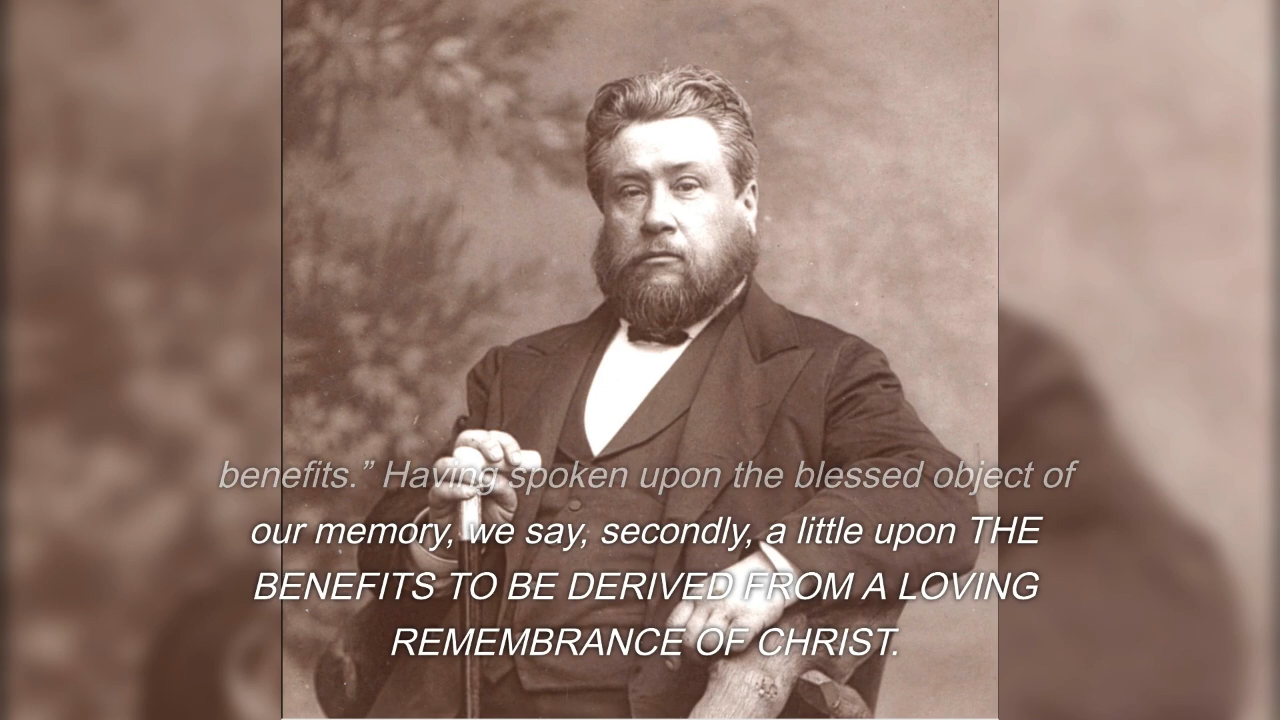 benefits.” Having spoken upon the blessed object of
our memory, we say, secondly, a little upon THE
BENEFITS TO BE DERIVED FROM A LOVING
REMEMBRANCE OF CHRIST.